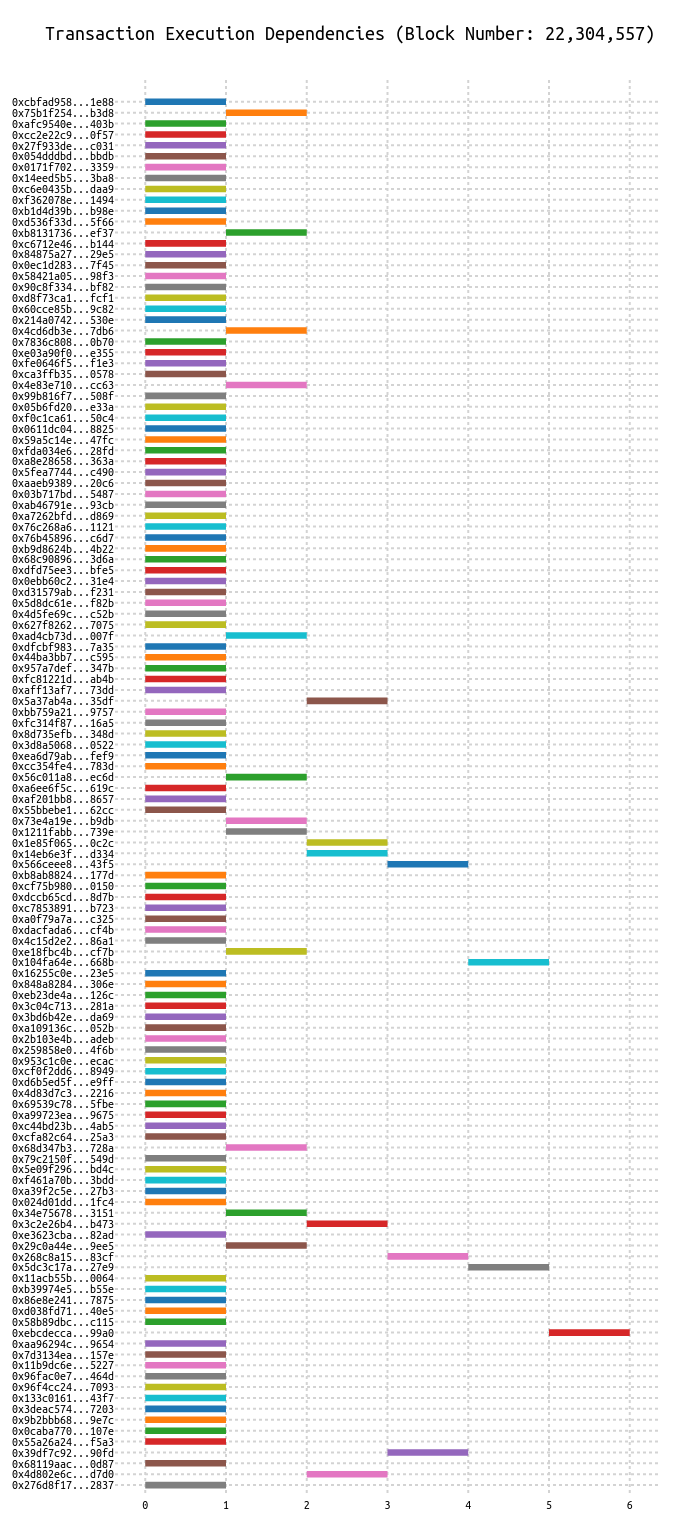 Transaction Execution Dependencies (Block Number: 22,304,557)
0xcbfad958...1e88
0x75b1f254...b3d8
0xafc9540e...403b
0xcc2e22c9...0f57
0x27f933de...c031
0x054dddbd...bbdb
0x0171f702...3359
0x14eed5b5...3ba8
0xc6e0435b...daa9
0xf362078e...1494
0xb1d4d39b...b98e
0xd536f33d...5f66
0xb8131736...ef37
0xc6712e46...b144
0x84875a27...29e5
0x0ec1d283...7f45
0x58421a05...98f3
0x90c8f334...bf82
0xd8f73ca1...fcf1
0x60cce85b...9c82
0x214a0742...530e
0x4cd6db3e...7db6
0x7836c808...0b70
0xe03a90f0...e355
0xfe0646f5...f1e3
0xca3ffb35...0578
0x4e83e710...cc63
0x99b816f7...508f
0x05b6fd20...e33a
0xf0c1ca61...50c4
0x0611dc04...8825
0x59a5c14e...47fc
0xfda034e6...28fd
0xa8e28658...363a
0x5fea7744...c490
0xaaeb9389...20c6
0x03b717bd...5487
0xab46791e...93cb
0xa7262bfd...d869
0x76c268a6...1121
0x76b45896...c6d7
0xb9d8624b...4b22
0x68c90896...3d6a
0xdfd75ee3...bfe5
0x0ebb60c2...31e4
0xd31579ab...f231
0x5d8dc61e...f82b
0x4d5fe69c...c52b
0x627f8262...7075
0xad4cb73d...007f
0xdfcbf983...7a35
0x44ba3bb7...c595
0x957a7def...347b
0xfc81221d...ab4b
0xaff13af7...73dd
0x5a37ab4a...35df
0xbb759a21...9757
0xfc314f87...16a5
0x8d735efb...348d
0x3d8a5068...0522
0xea6d79ab...fef9
0xcc354fe4...783d
0x56c011a8...ec6d
0xa6ee6f5c...619c
0xaf201bb8...8657
0x55bbebe1...62cc
0x73e4a19e...b9db
0x1211fabb...739e
0x1e85f065...0c2c
0x14eb6e3f...d334
0x566ceee8...43f5
0xb8ab8824...177d
0xcf75b980...0150
0xdccb65cd...8d7b
0xc7853891...b723
0xa0f79a7a...c325
0xdacfada6...cf4b
0x4c15d2e2...86a1
0xe18fbc4b...cf7b
0x104fa64e...668b
0x16255c0e...23e5
0x848a8284...306e
0xeb23de4a...126c
0x3c04c713...281a
0x3bd6b42e...da69
0xa109136c...052b
0x2b103e4b...adeb
0x259858e0...4f6b
0x953c1c0e...ecac
0xcf0f2dd6...8949
0xd6b5ed5f...e9ff
0x4d83d7c3...2216
0x69539c78...5fbe
0xa99723ea...9675
0xc44bd23b...4ab5
0xcfa82c64...25a3
0x68d347b3...728a
0x79c2150f...549d
0x5e09f296...bd4c
0xf461a70b...3bdd
0xa39f2c5e...27b3
0x024d01dd...1fc4
0x34e75678...3151
0x3c2e26b4...b473
0xe3623cba...82ad
0x29c0a44e...9ee5
0x268c8a15...83cf
0x5dc3c17a...27e9
0x11acb55b...0064
0xb39974e5...b55e
0x86e8e241...7875
0xd038fd71...40e5
0x58b89dbc...c115
0xebcdecca...99a0
0xaa96294c...9654
0x7d3134ea...157e
0x11b9dc6e...5227
0x96fac0e7...464d
0x96f4cc24...7093
0x133c0161...43f7
0x3deac574...7203
0x9b2bbb68...9e7c
0x0caba770...107e
0x55a26a24...f5a3
0x39df7c92...90fd
0x68119aac...0d87
0x4d802e6c...d7d0
0x276d8f17...2837
0 1 2 3 4 5 6